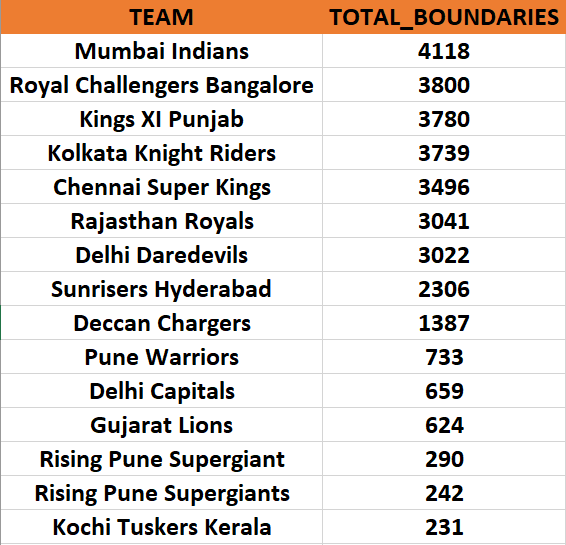 TEAM TOTAL_BOUNDARIES
Mumbai Indians 4118
Royal Challengers Bangalore 3800
Kings XI Punjab 3780
Kolkata Knight Riders 3739
Chennai Super Kings 3496
Rajasthan Royals 3041
Delhi Daredevils 3022
Sunrisers Hyderabad 2306
Deccan Chargers 1387
Pune Warriors 733
Delhi Capitals 659
Gujarat Lions 624
Rising Pune Supergiant 290
Rising Pune Supergiants 242
Kochi Tuskers Kerala 231